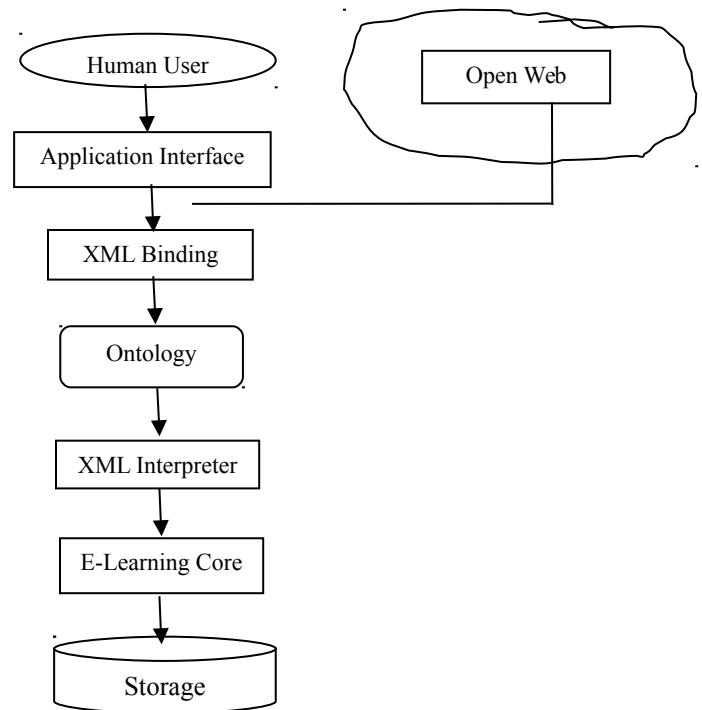 Human User
Open Web
Application Interface
XML Binding
Ontology
XML Interpreter
E-Learning Core
Storage